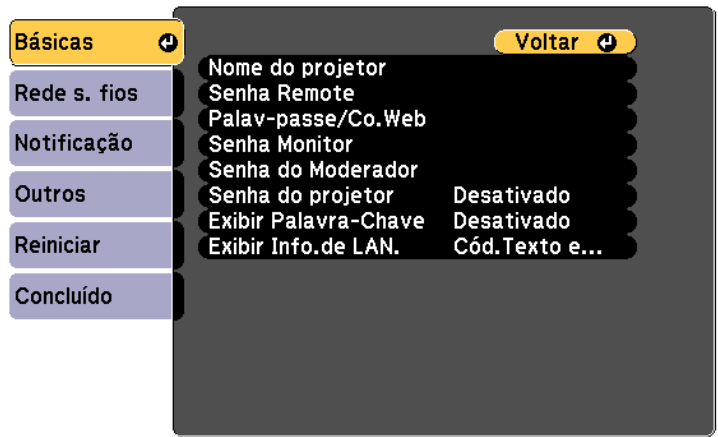 Básicas
Voltar
Nome do projetor
Rede s. fios
Senha Remote
Palav-passe/Co.Web
Notificação
Senha Monitor
Senha do Moderador
Outros
Senha do projetor Desativado
Exibir Palavra-Chave Desativado
Reiniciar
Exibir Info.de LAN. Cód.Texto e...
Concluído